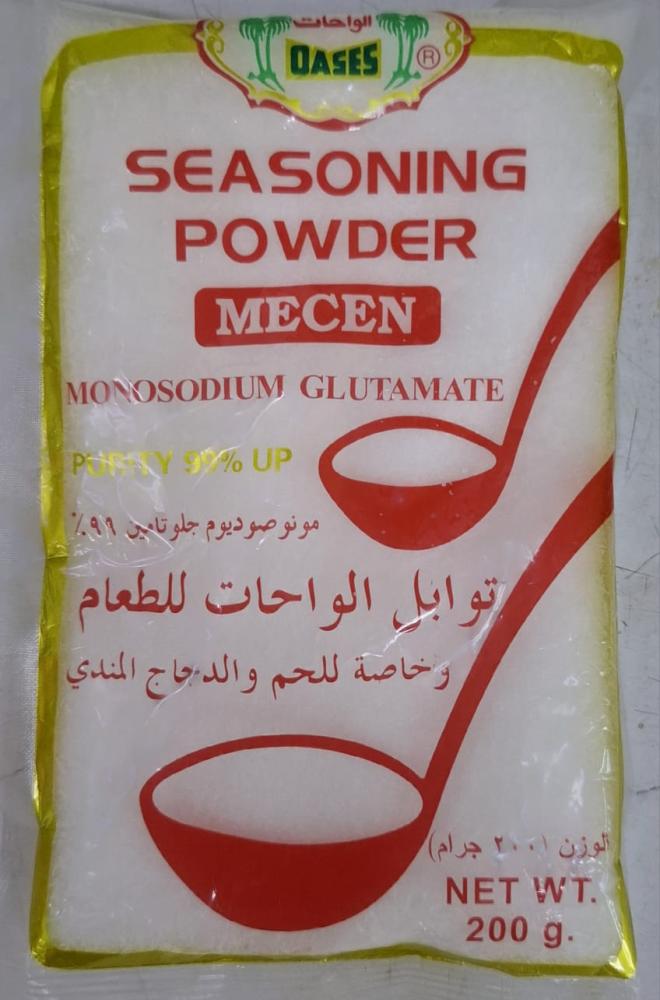 الواحات
OASES
®
SEASONING
POWDER
MECEN
MONOSODIUM GLUTAMATE
PURITY 99% UP
مونوصوديوم جلوتامين ٩٩٪
توابل الواحات للطعام
وخاصة للحم والدجاج المندي
الوزن (٢٠٠ جرام)
NET WT.
200 g.